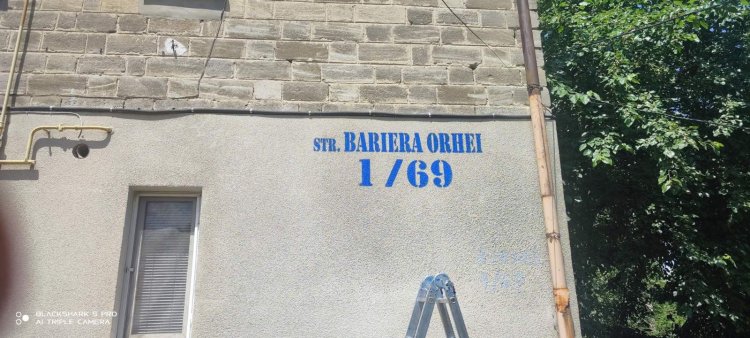 STR. BARIERA ORHEI
1/69
BLACKSHARK 5 PRO
AI TRIPLE CAMERA